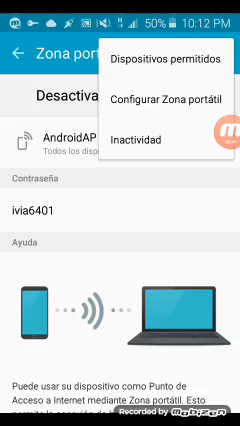 50% 10:12 PM
Zona port
Dispositivos permitidos
Configurar Zona portátil
Inactividad
Desactiva
AndroidAP
Todos los disp
Contraseña
ivia6401
Ayuda
Puede usar su dispositivo como Punto de
Acceso a Internet mediante Zona portátil. Esto
Recorded by mobizen